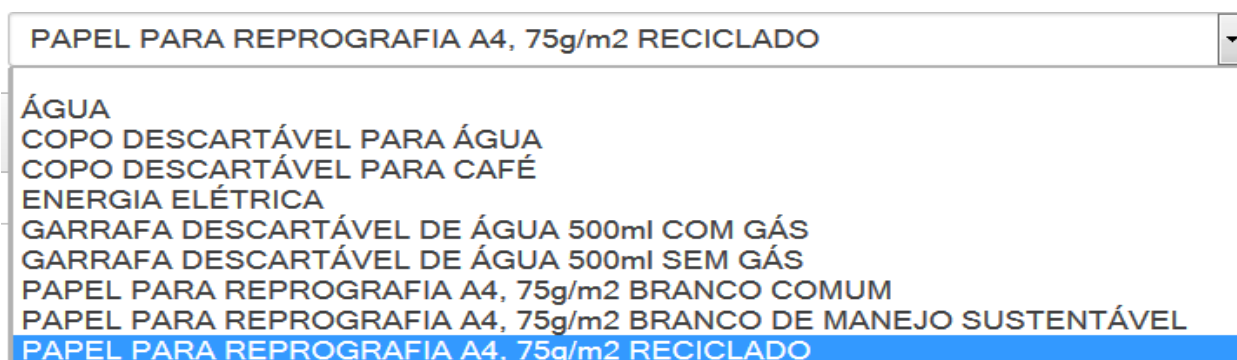 PAPEL PARA REPROGRAFIA A4, 75g/m2 RECICLADO
ÁGUA
COPO DESCARTÁVEL PARA ÁGUA
COPO DESCARTÁVEL PARA CAFÉ
ENERGIA ELÉTRICA
GARRAFA DESCARTÁVEL DE ÁGUA 500ml COM GÁS
GARRAFA DESCARTÁVEL DE ÁGUA 500ml SEM GÁS
PAPEL PARA REPROGRAFIA A4, 75g/m2 BRANCO COMUM
PAPEL PARA REPROGRAFIA A4, 75g/m2 BRANCO DE MANEJO SUSTENTÁVEL
PAPEL PARA REPROGRAFIA A4, 75g/m2 RECICLADO